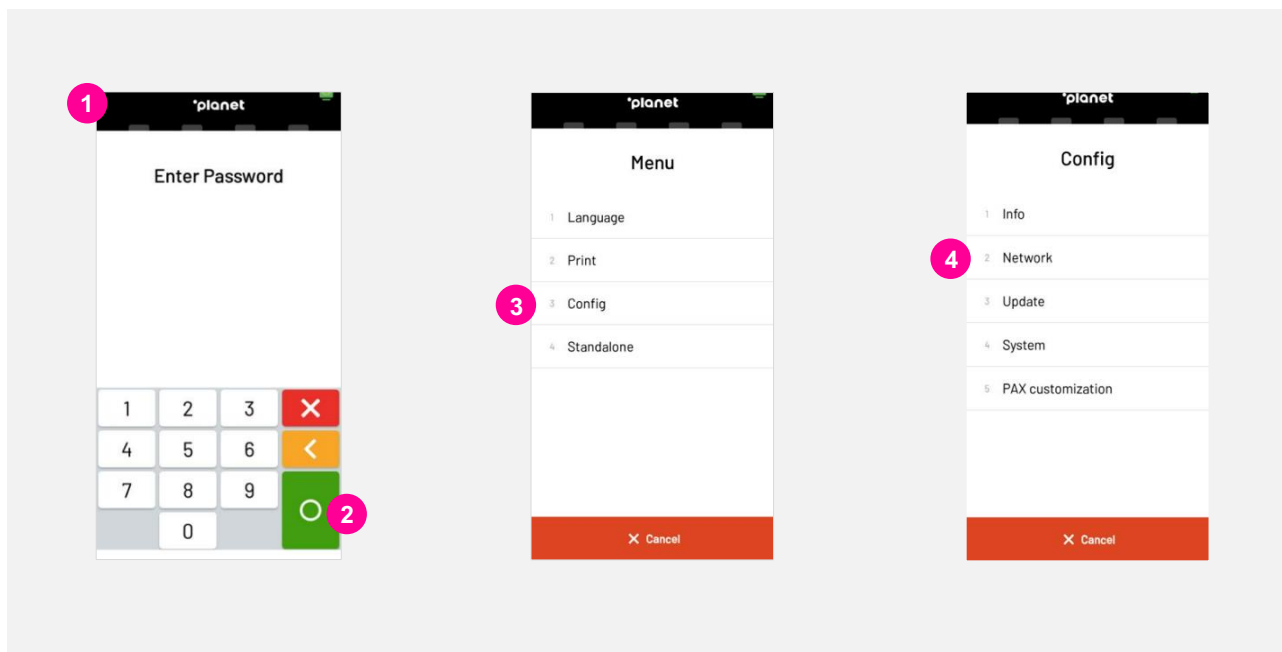 1
planet
Enter Password
1 2 3
4 5 6
7 8 9
0
2
planet
Menu
1 Language
2 Print
3
3 Config
4 Standalone
Cancel
planet
Config
1 Info
4
2 Network
3 Update
4 System
5 PAX customization
Cancel